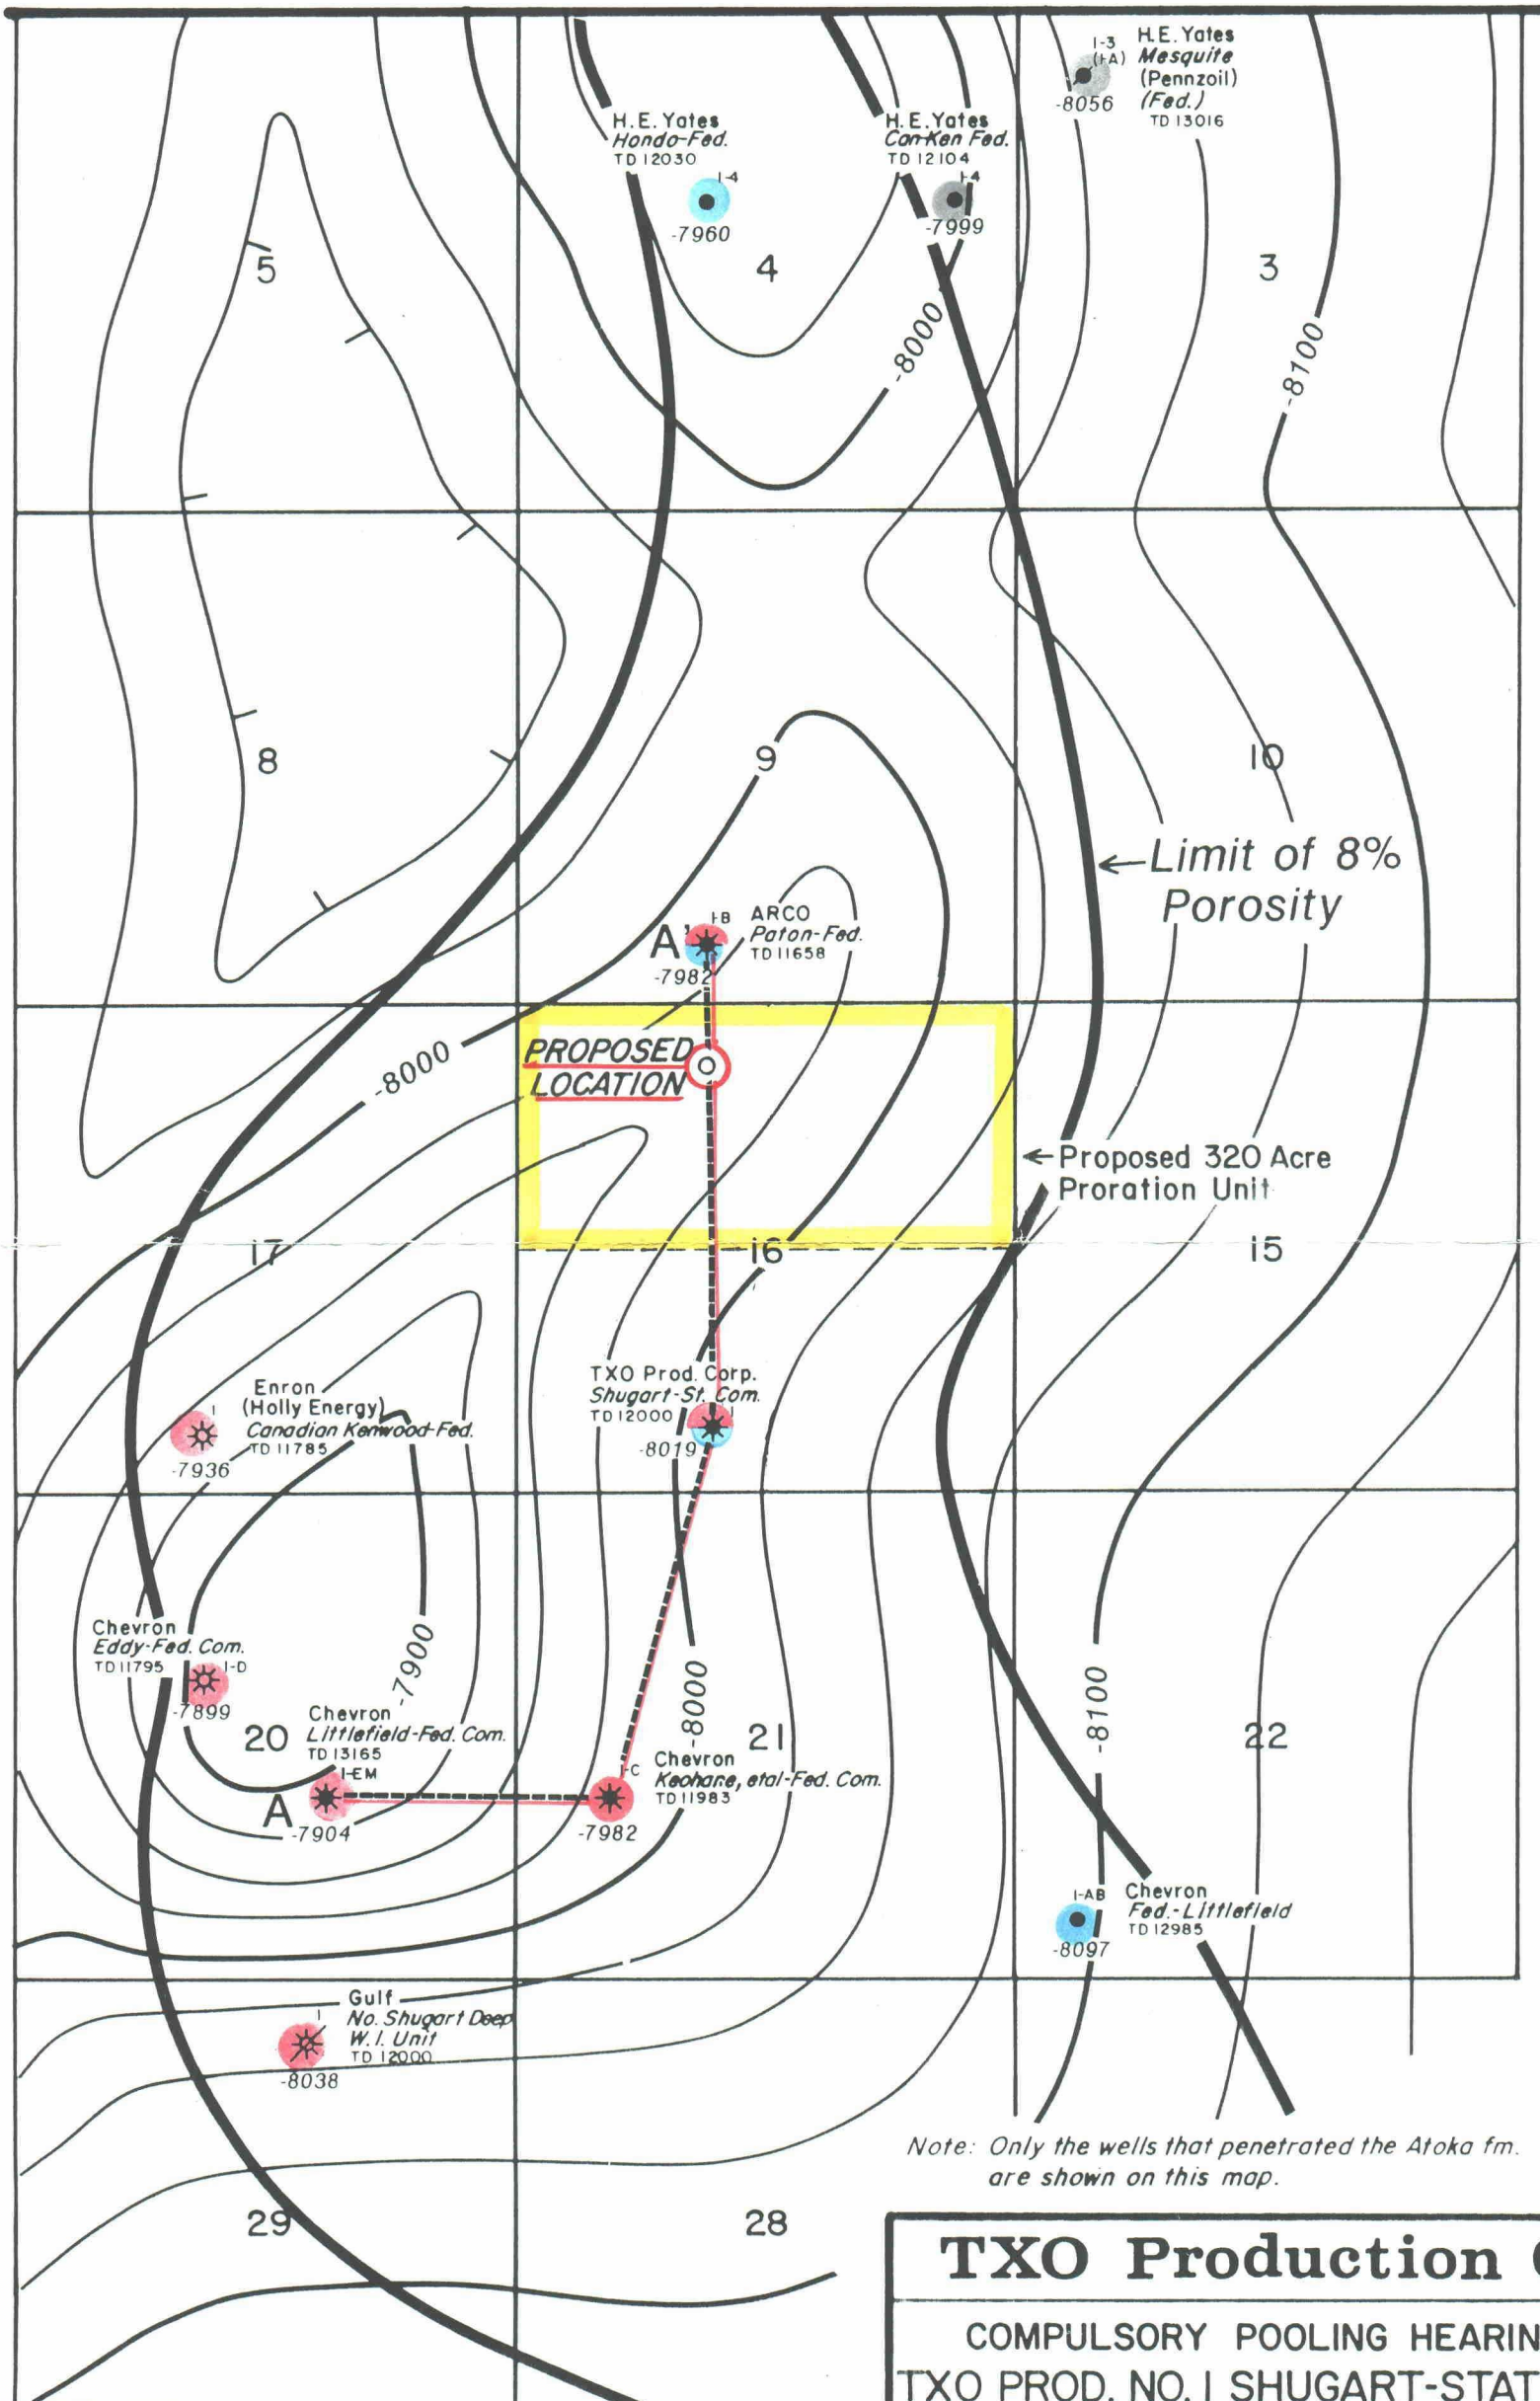 1-3
(1-A)
H.E. Yates
Mesquite
(Pennzoil)
(Fed.)
TD 13016
-8056
H.E. Yates
Hondo-Fed.
TD 12030
1-4
-7960
H.E. Yates
Con-Ken Fed.
TD 12104
1-4
-7999
5
4
3
-8000
-8100
8
9
10
←Limit of 8%
Porosity
A'
1-B
ARCO
Paton-Fed.
TD 11658
-7982
-8000
PROPOSED
LOCATION
←Proposed 320 Acre
Proration Unit
17
16
15
Enron
(Holly Energy)
Canadian Kenwood-Fed.
TD 11785
1
-7936
TXO Prod. Corp.
Shugart-St. Com.
TD 12000
1
-8019
Chevron
Eddy-Fed. Com.
TD 11795
1-D
-7899
-7900
-8000
-8100
20
21
22
Chevron
Littlefield-Fed. Com.
TD 13165
1-EM
A
-7904
1-C
Chevron
Keohane, etal-Fed. Com.
TD 11983
-7982
1-AB
Chevron
Fed.-Littlefield
TD 12985
-8097
Gulf
No. Shugart Deep
W.I. Unit
TD 12000
1
-8038
Note: Only the wells that penetrated the Atoka fm.
are shown on this map.
29
28
TXO Production
COMPULSORY POOLING HEARIN
TXO PROD. NO. 1 SHUGART-STAT